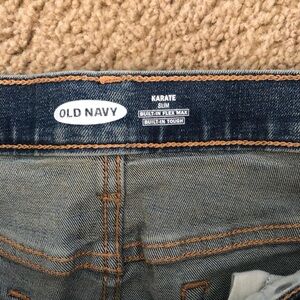 OLD NAVY
KARATE
SLIM
BUILT-IN FLEX MAX
BUILT-IN TOUGH